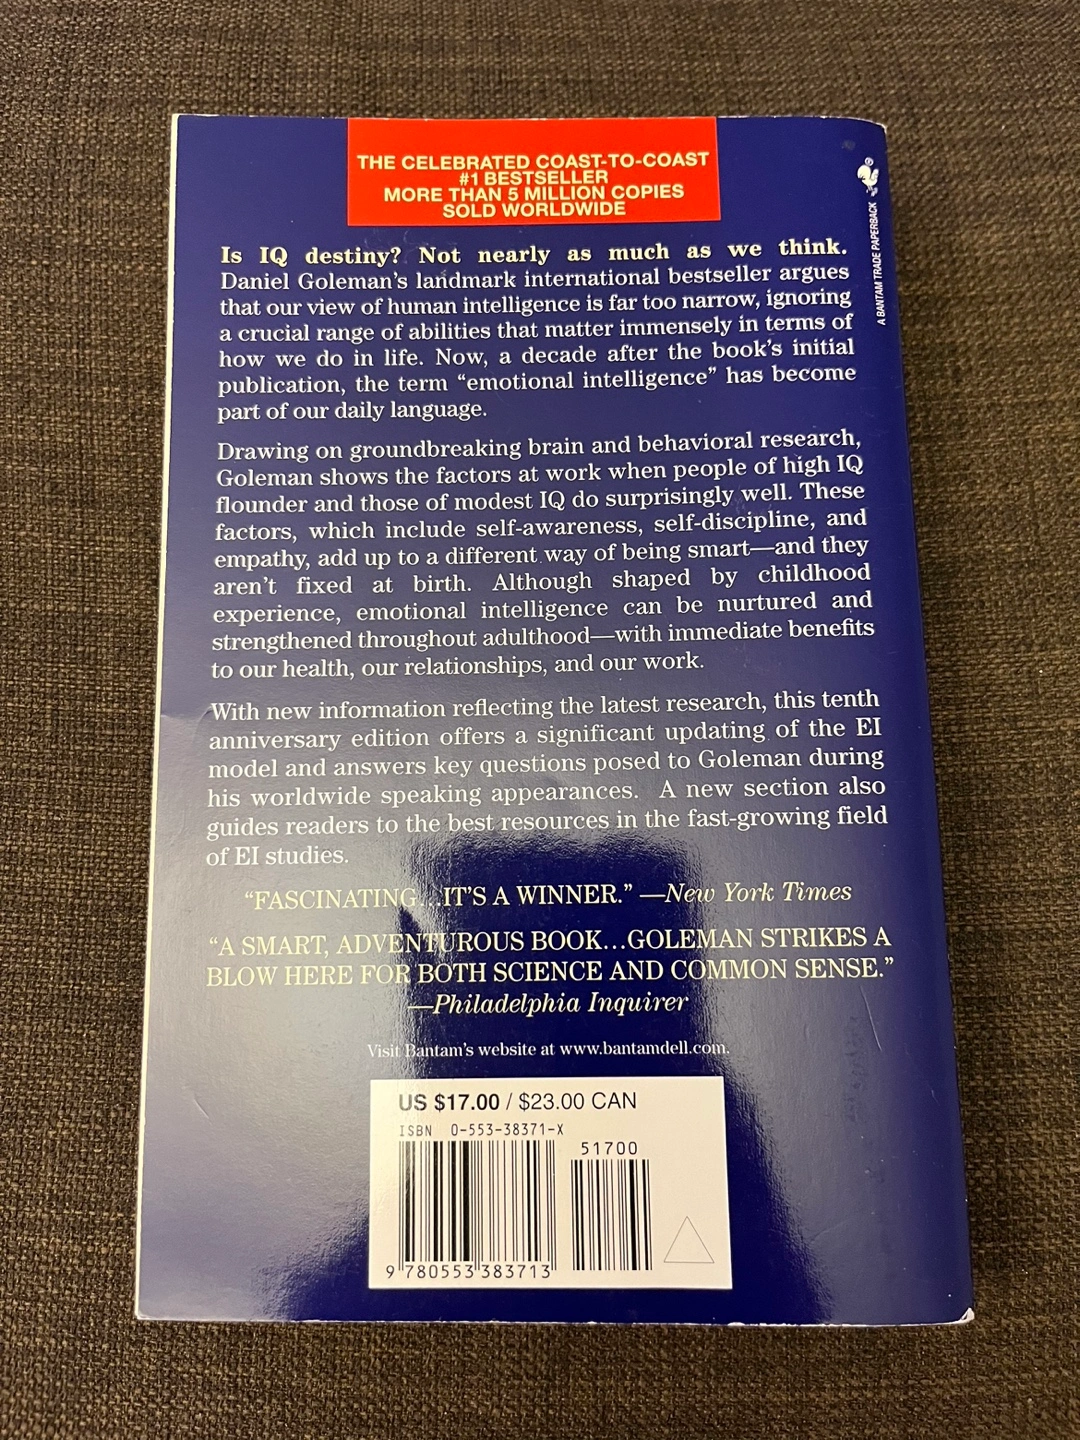 THE CELEBRATED COAST-TO-COAST
#1 BESTSELLER
MORE THAN 5 MILLION COPIES
SOLD WORLDWIDE
A BANTAM TRADE PAPERBACK
Is IQ destiny? Not nearly as much as we think.
Daniel Goleman's landmark international bestseller argues
that our view of human intelligence is far too narrow, ignoring
a crucial range of abilities that matter immensely in terms of
how we do in life. Now, a decade after the book's initial
publication, the term “emotional intelligence” has become
part of our daily language.
Drawing on groundbreaking brain and behavioral research,
Goleman shows the factors at work when people of high IQ
flounder and those of modest IQ do surprisingly well. These
factors, which include self-awareness, self-discipline, and
empathy, add up to a different way of being smart—and they
aren't fixed at birth. Although shaped by childhood
experience, emotional intelligence can be nurtured and
strengthened throughout adulthood—with immediate benefits
to our health, our relationships, and our work.
With new information reflecting the latest research, this tenth
anniversary edition offers a significant updating of the EI
model and answers key questions posed to Goleman during
his worldwide speaking appearances. A new section also
guides readers to the best resources in the fast-growing field
of EI studies.
“FASCINATING...IT'S A WINNER.” —New York Times
“A SMART, ADVENTUROUS BOOK...GOLEMAN STRIKES A
BLOW HERE FOR BOTH SCIENCE AND COMMON SENSE.”
—Philadelphia Inquirer
Visit Bantam's website at www.bantamdell.com.
US $17.00 / $23.00 CAN
ISBN 0-553-38371-X
51700
9 780553 383713